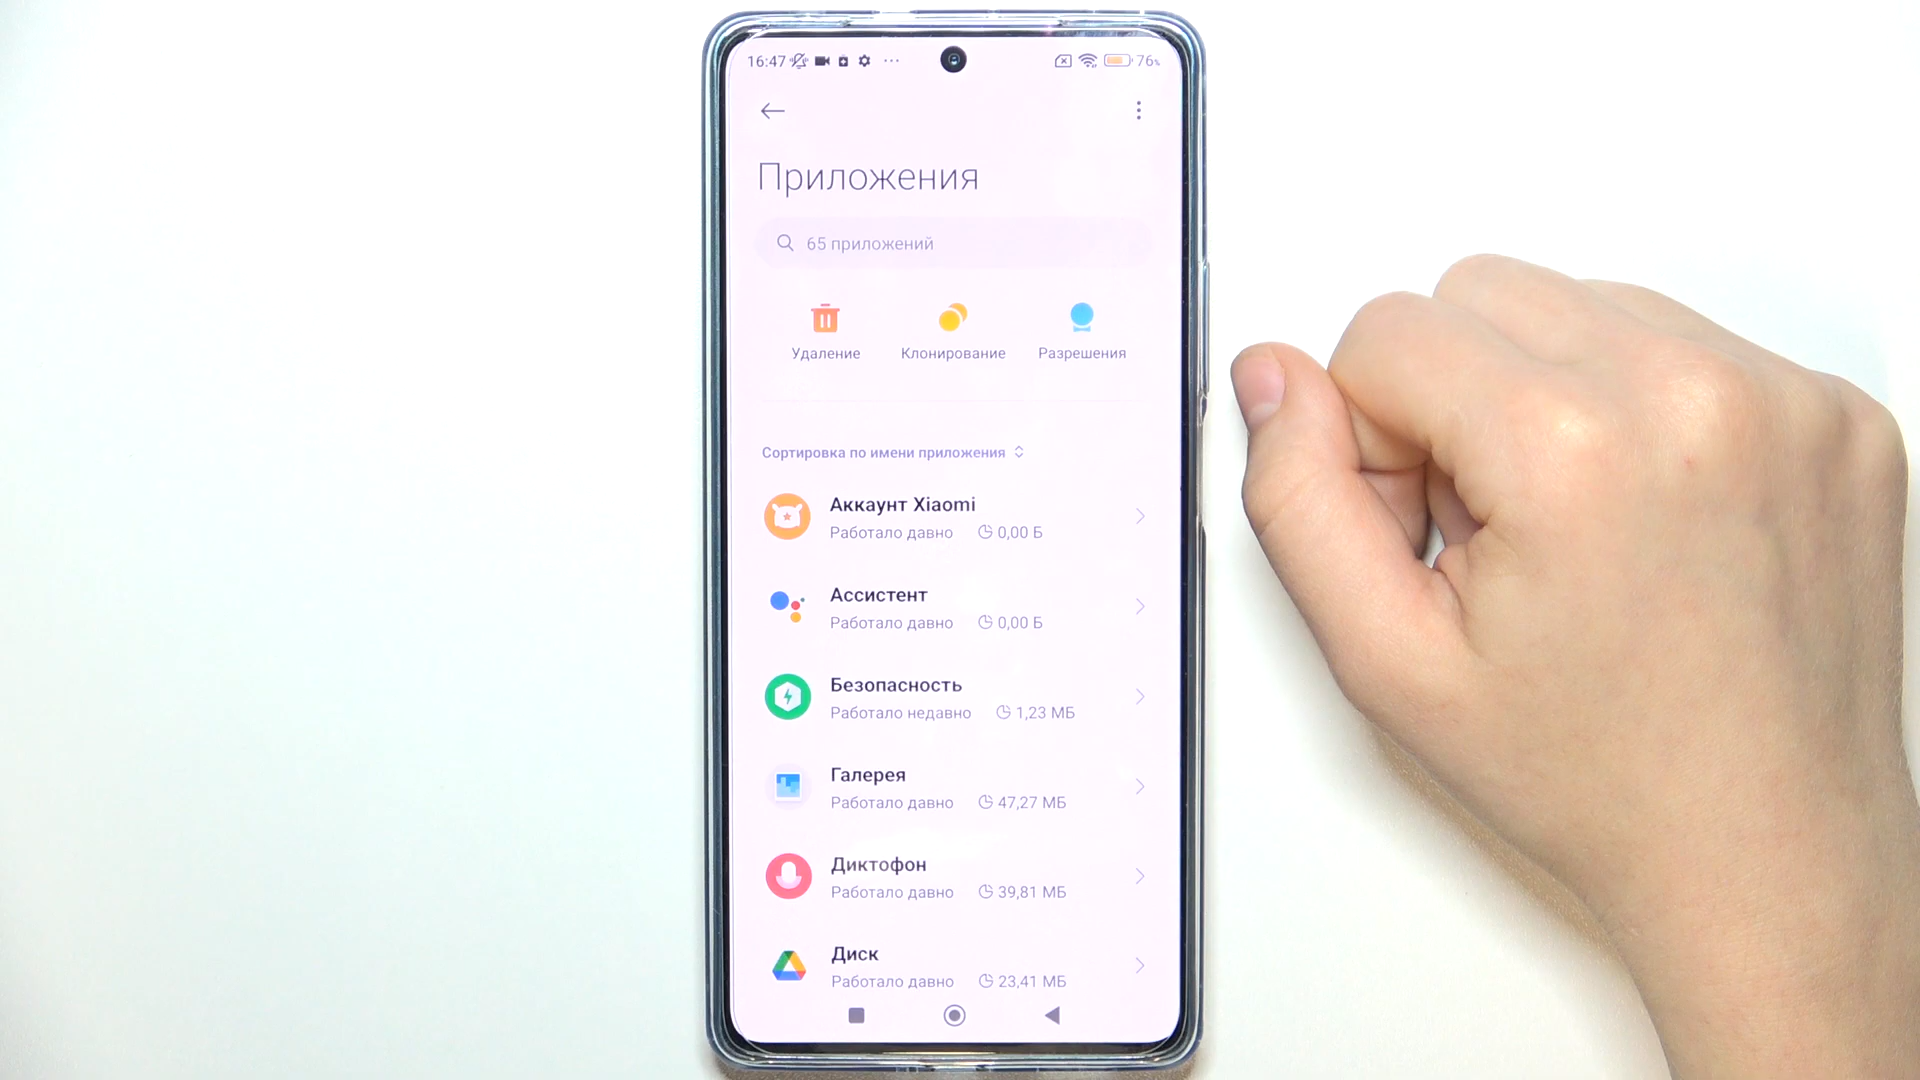 16:47 ... 76%
Приложения
65 приложений
Удаление Клонирование Разрешения
Сортировка по имени приложения
Аккаунт Xiaomi
Работало давно 0,00 Б
Ассистент
Работало давно 0,00 Б
Безопасность
Работало недавно 1,23 МБ
Галерея
Работало давно 47,27 МБ
Диктофон
Работало давно 39,81 МБ
Диск
Работало давно 23,41 МБ